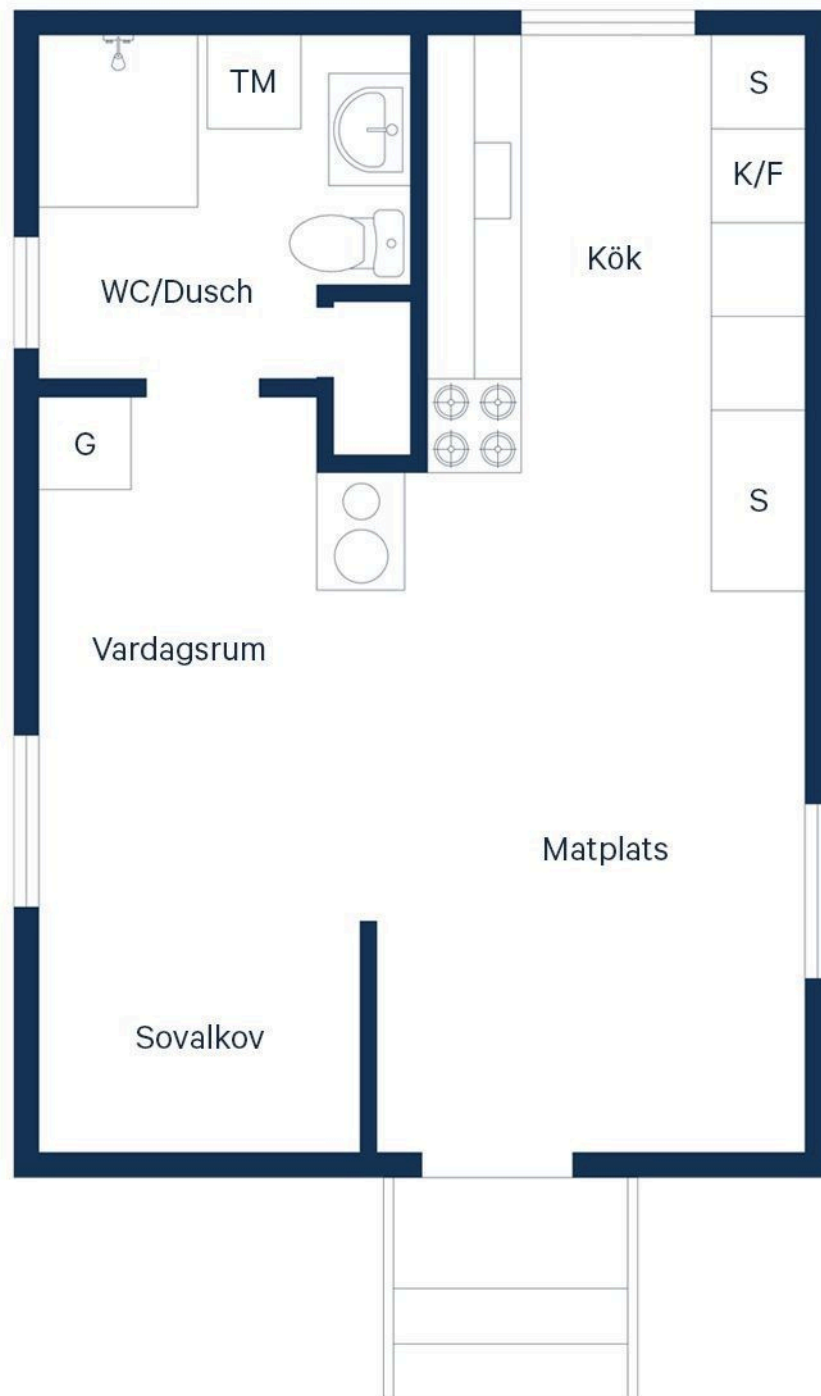 TM
S
K/F
Kök
WC/Dusch
G
S
Vardagsrum
Matplats
Sovalkov